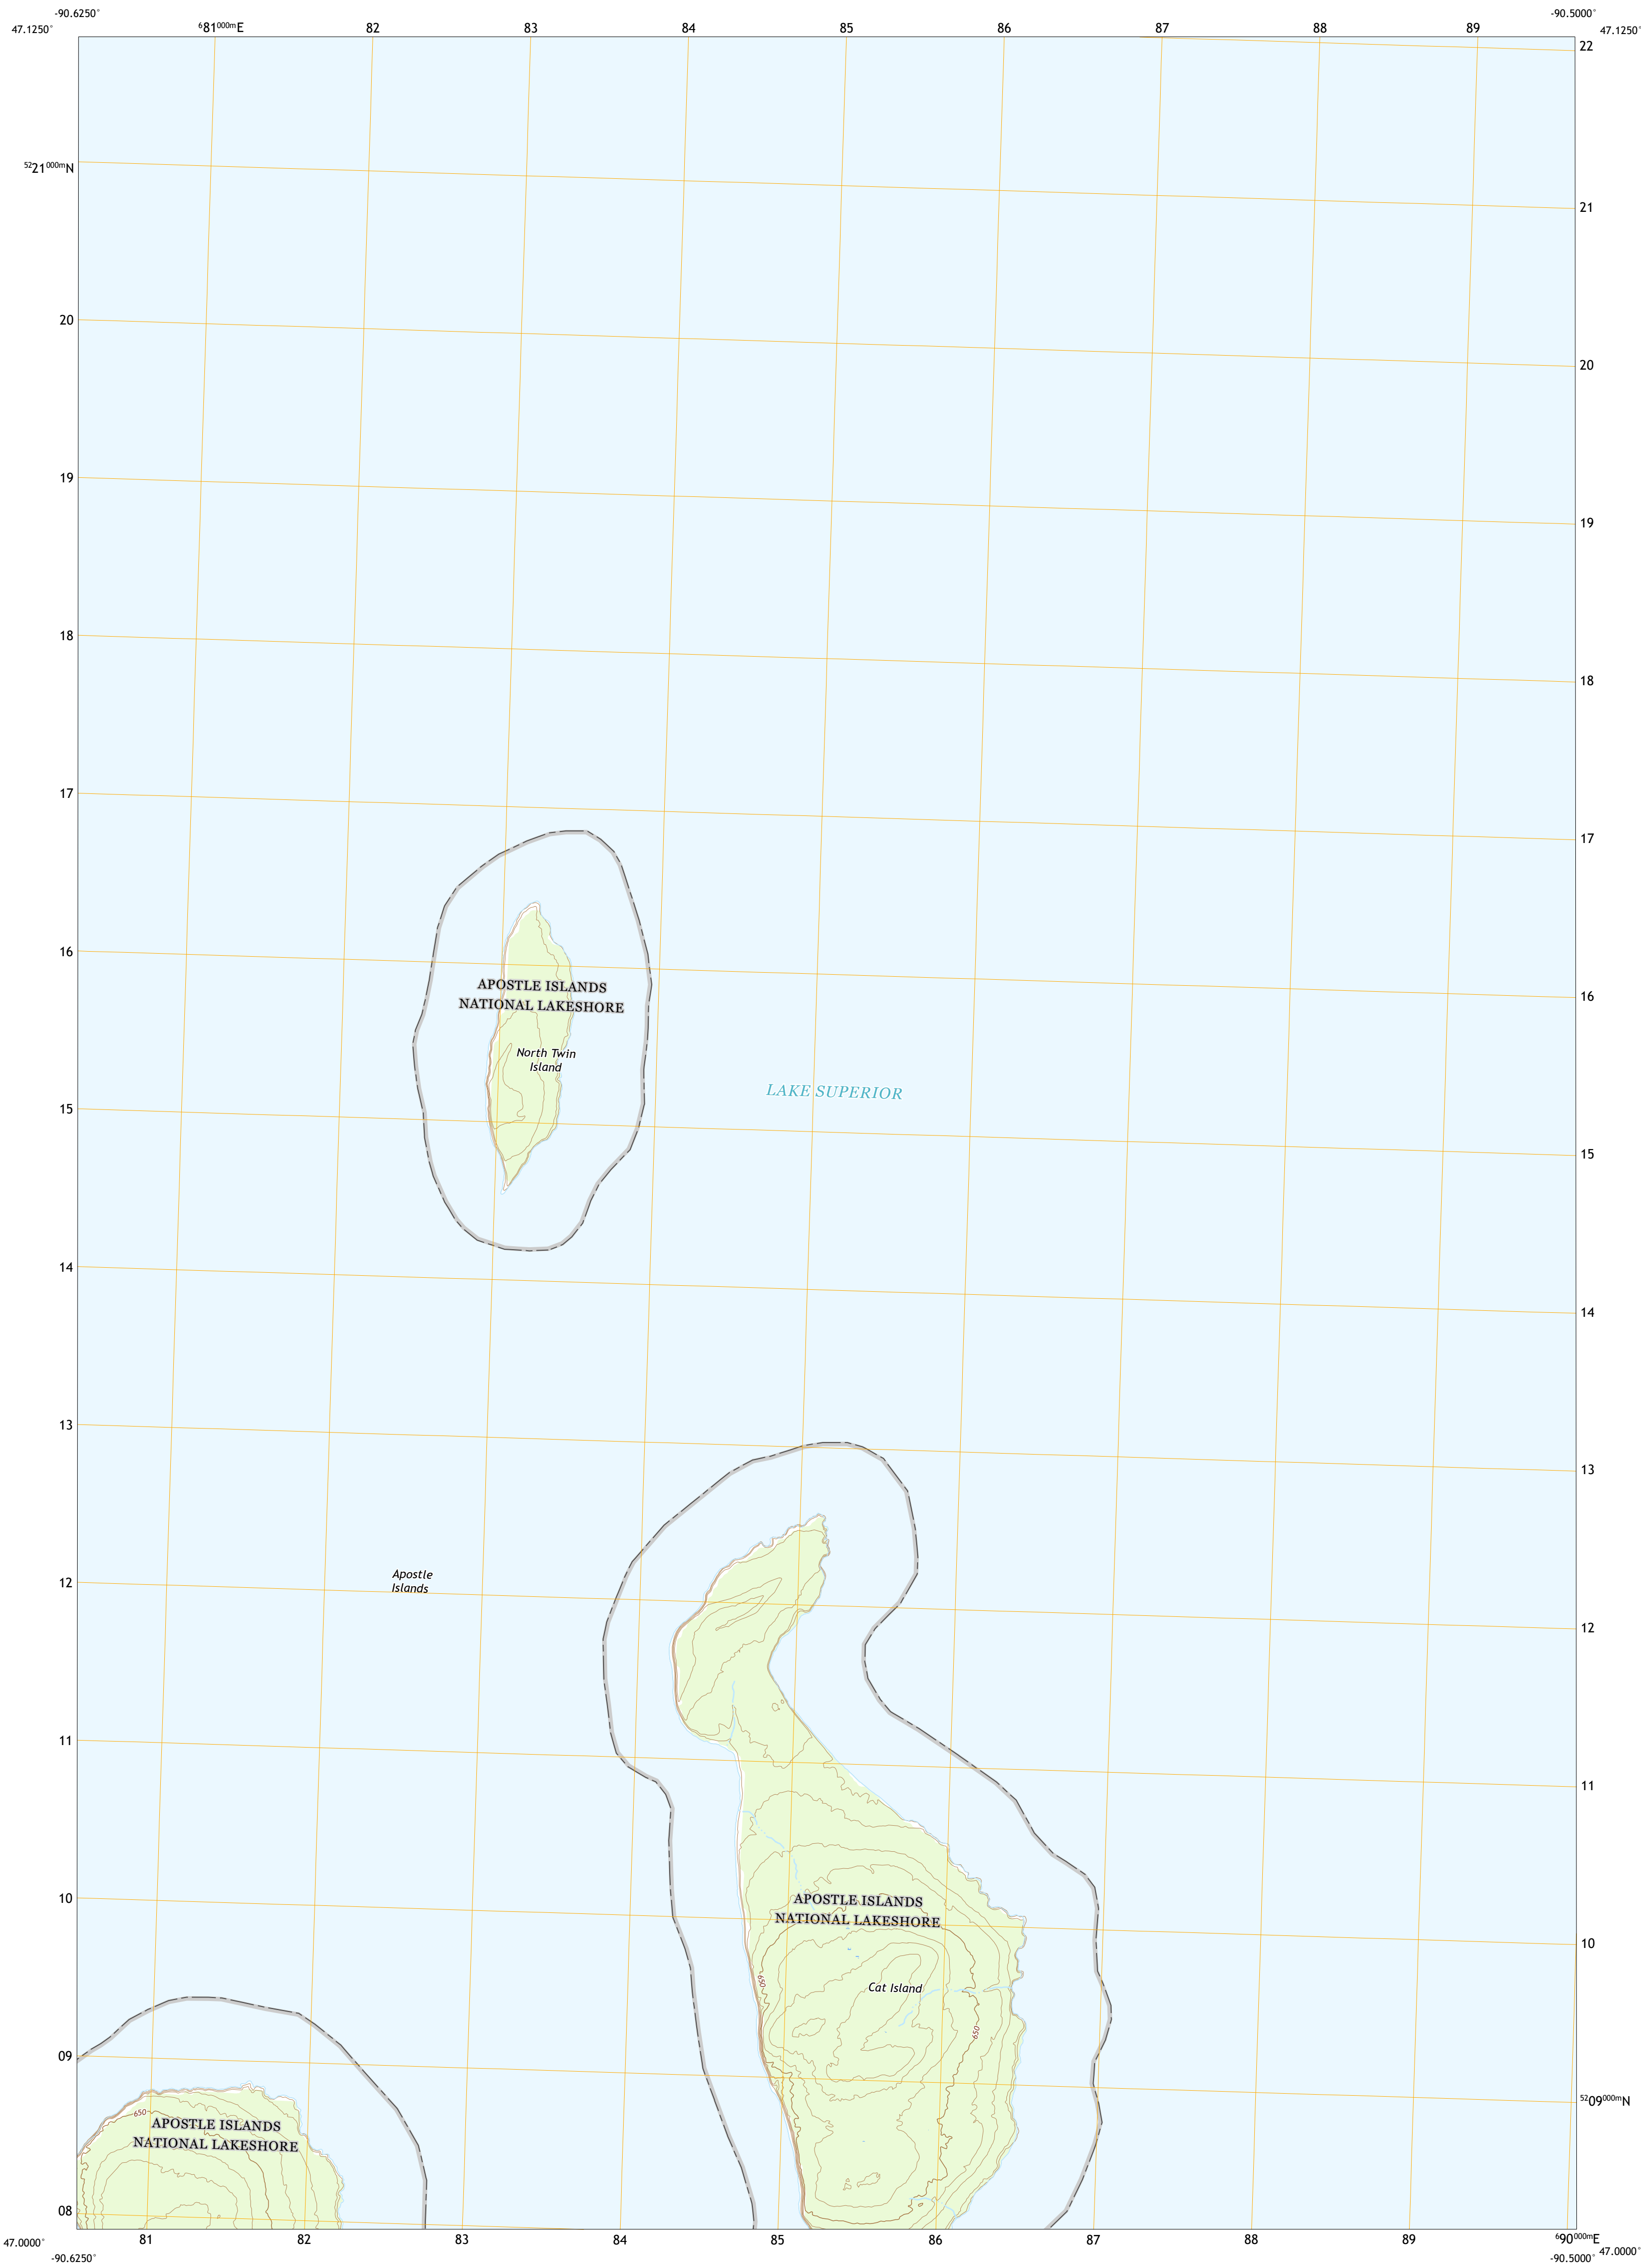 -90.6250°
-90.5000°
47.1250°
⁶81⁰⁰⁰ᵐE 82 83 84 85 86 87 88 89
47.1250°
22
⁵²21⁰⁰⁰ᵐN
21
20
20
19
19
18
18
17
17
16
APOSTLE ISLANDS
NATIONAL LAKESHORE
16
North Twin
Island
LAKE SUPERIOR
15
15
14
14
13
13
Apostle
Islands
12
12
11
11
10
APOSTLE ISLANDS
NATIONAL LAKESHORE
10
650
Cat Island
650
09
⁵²09⁰⁰⁰ᵐN
650
APOSTLE ISLANDS
NATIONAL LAKESHORE
08
47.0000°
81 82 83 84 85 86 87 88 89 ⁶90⁰⁰⁰ᵐE
47.0000°
-90.6250°
-90.5000°